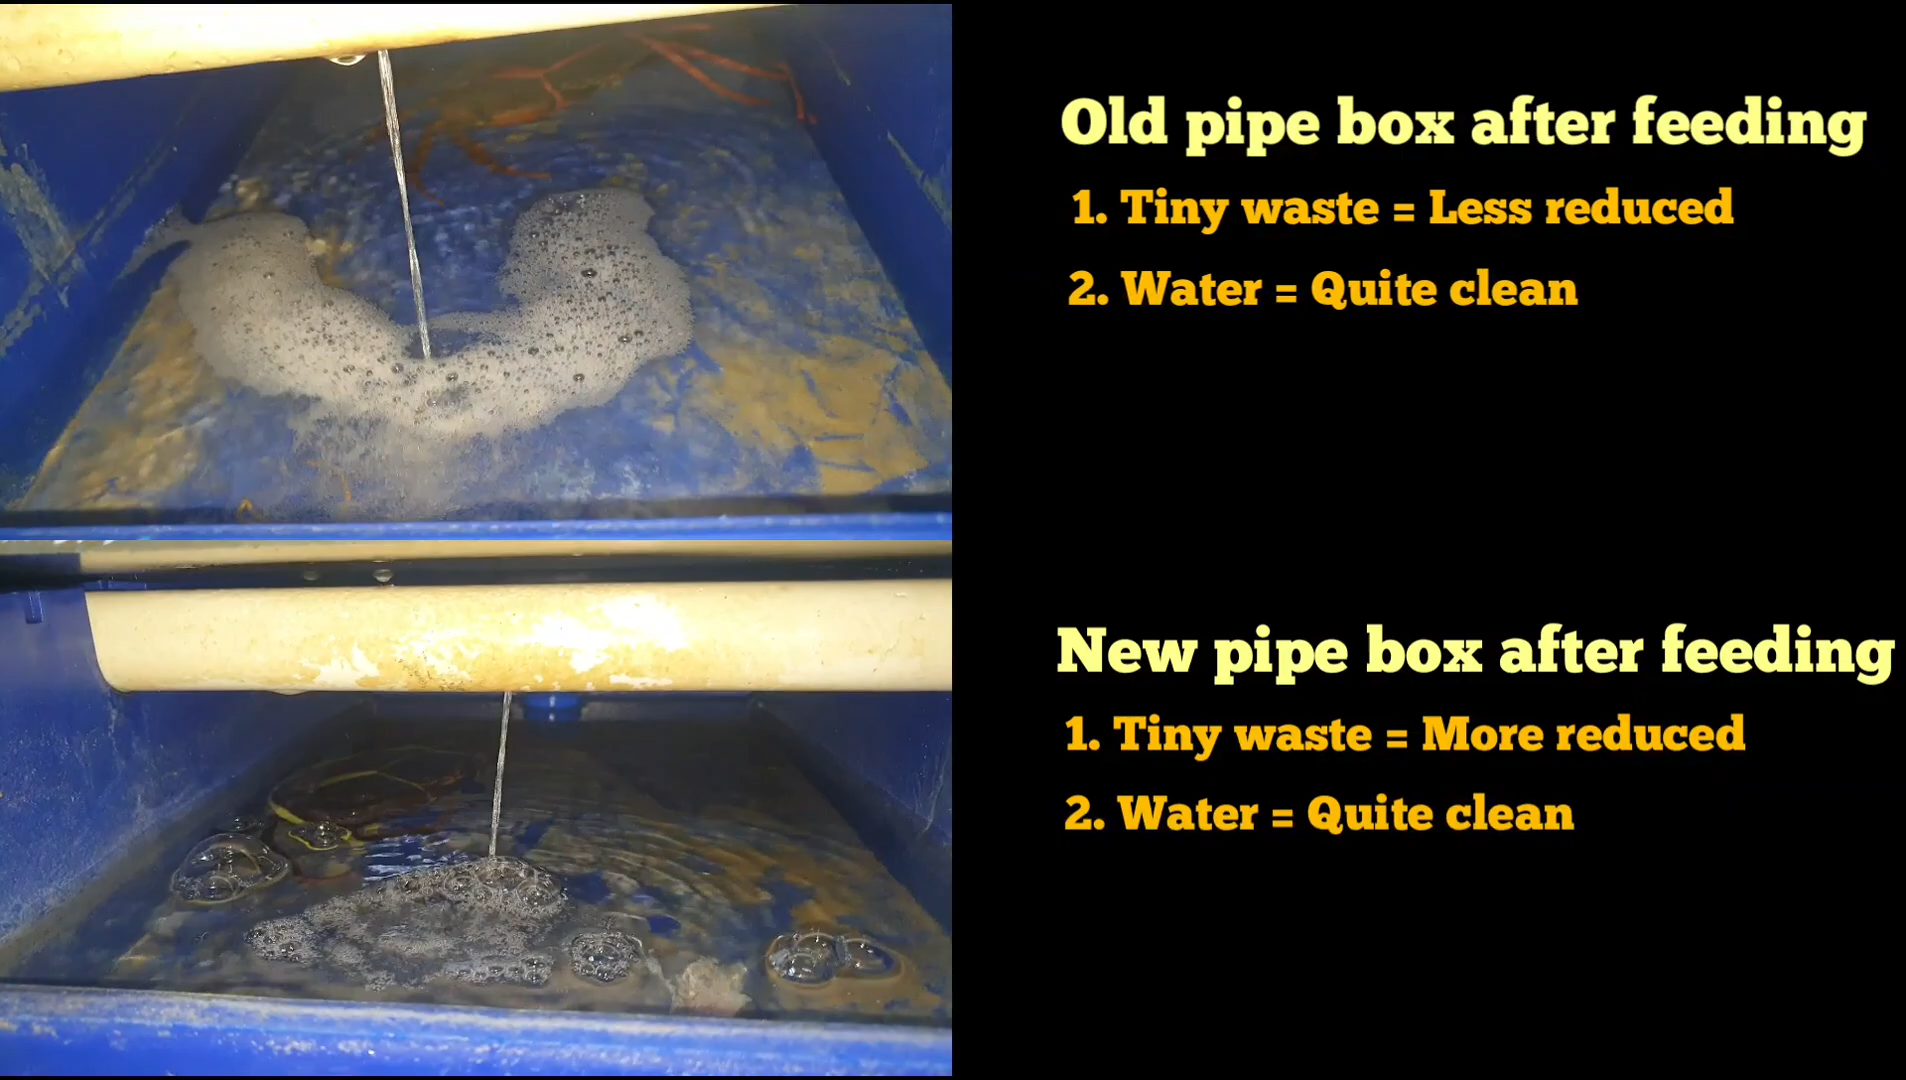 Old pipe box after feeding
1. Tiny waste = Less reduced
2. Water = Quite clean
New pipe box after feeding
1. Tiny waste = More reduced
2. Water = Quite clean